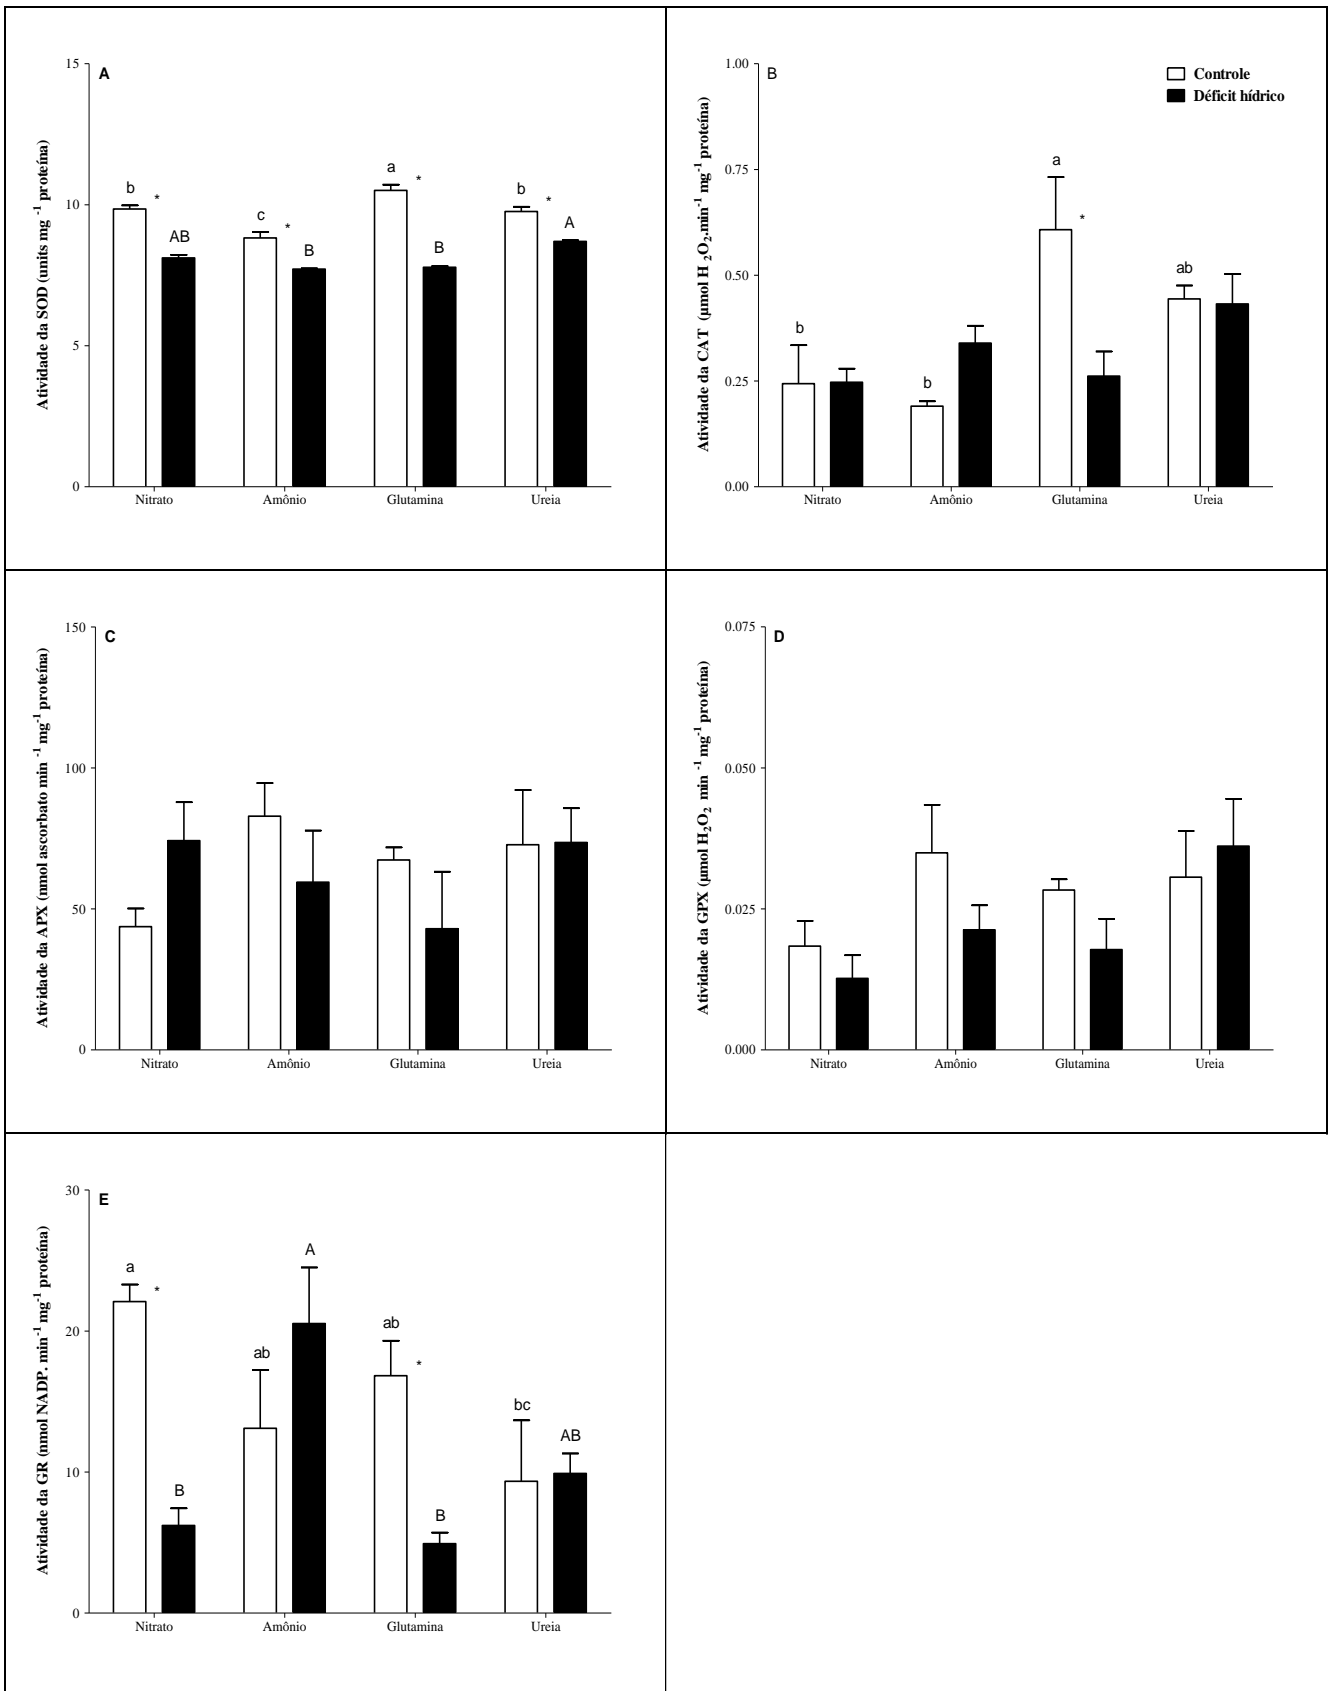 A
Atividade da SOD (units mg -1 proteína)
15
10
5
0
b
*
AB
c
*
B
a
*
B
b
*
A
Nitrato Amônio Glutamina Ureia
B
Controle
Déficit hídrico
Atividade da CAT (µmol H2O2.min-1 mg-1 proteína)
1.00
0.75
0.50
0.25
0.00
b
b
a
*
ab
Nitrato Amônio Glutamina Ureia
C
Atividade da APX (nmol ascorbato min -1 mg-1 proteína)
150
100
50
0
Nitrato Amônio Glutamina Ureia
D
Atividade da GPX (µmol H2O2 min -1 mg-1 proteína)
0.075
0.050
0.025
0.000
Nitrato Amônio Glutamina Ureia
E
Atividade da GR (nmol NADP. min-1 mg-1 proteína)
30
20
10
0
a
*
B
ab
A
ab
*
B
bc
AB
Nitrato Amônio Glutamina Ureia